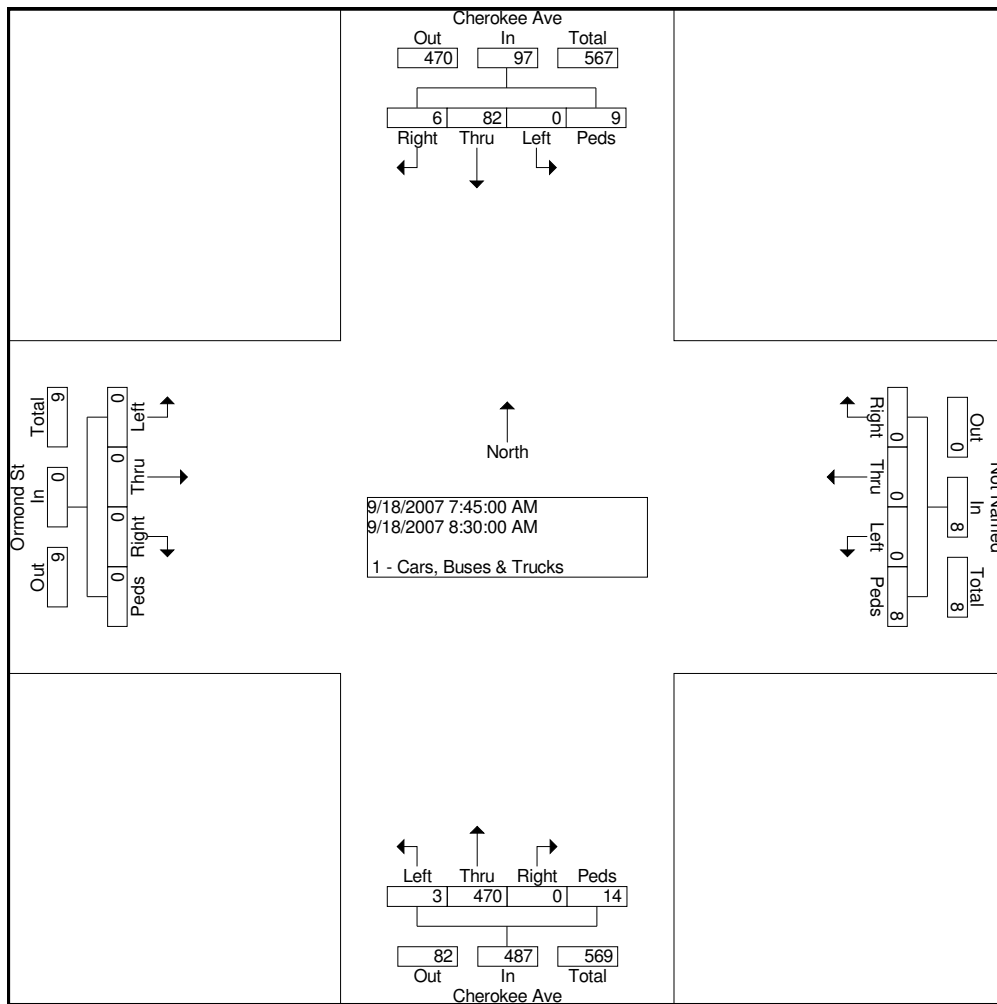 Cherokee Ave
Out In Total
470 97 567
6 82 0 9
Right Thru Left Peds
Ormond St
Out In Total
9 0 9
0 0 0 0
Left Thru Right Peds
North
9/18/2007 7:45:00 AM
9/18/2007 8:30:00 AM
1 - Cars, Buses & Trucks
Not Named
Out In Total
0 8 8
0 0 0 8
Right Thru Left Peds
Left Thru Right Peds
3 470 0 14
82 487 569
Out In Total
Cherokee Ave